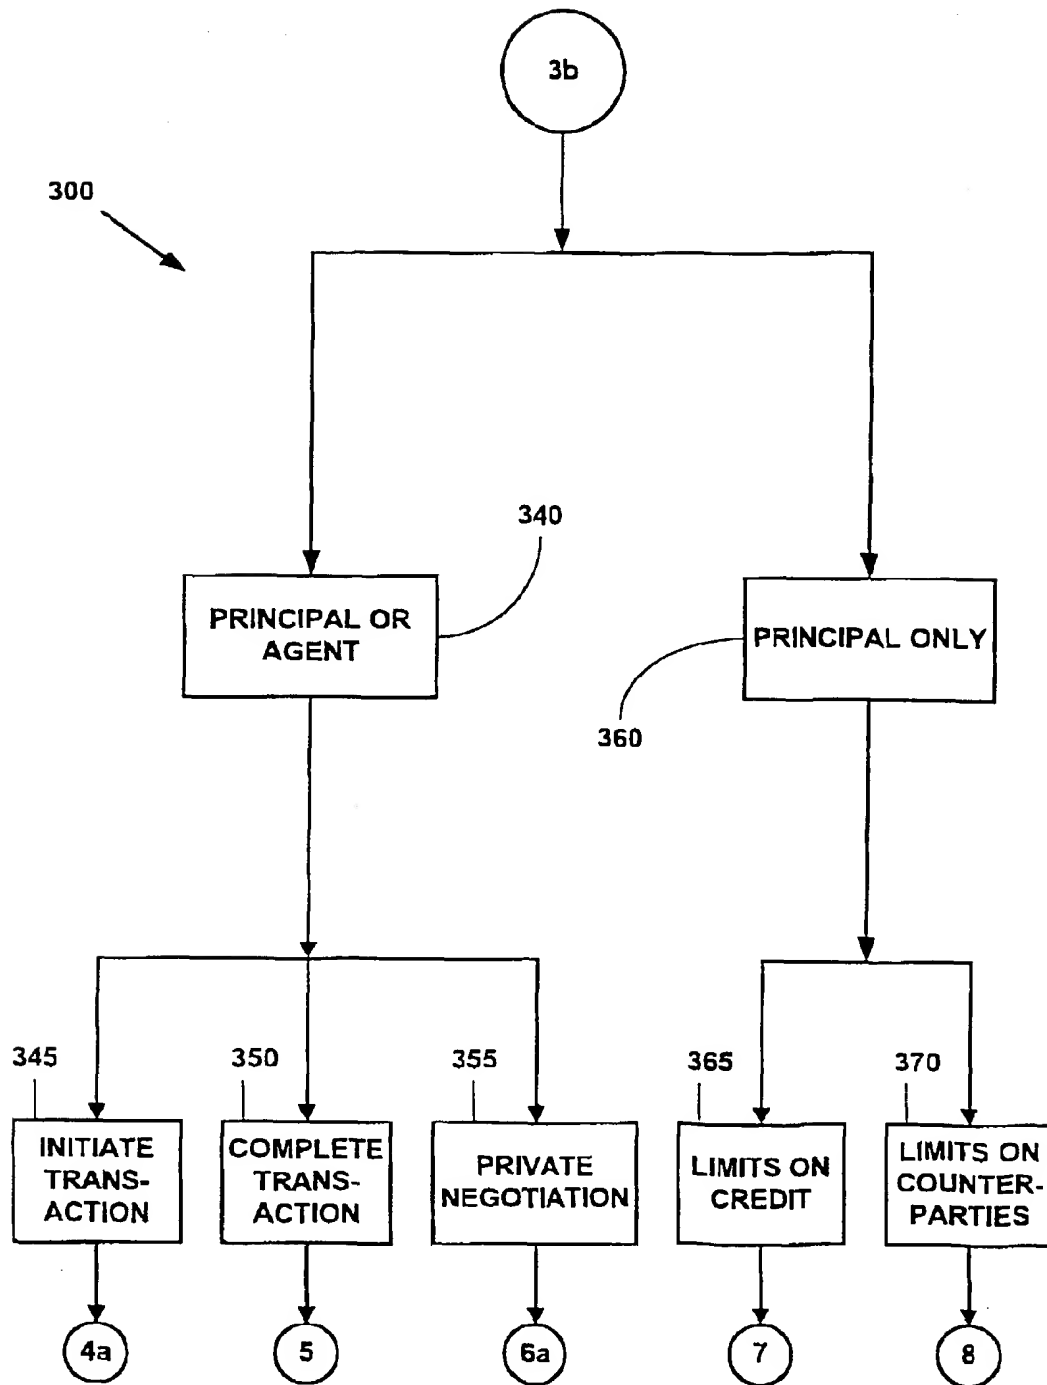 3b
300
340
PRINCIPAL OR
AGENT
PRINCIPAL ONLY
360
345
350
355
365
370
INITIATE
TRANS-
ACTION
COMPLETE
TRANS-
ACTION
PRIVATE
NEGOTIATION
LIMITS ON
CREDIT
LIMITS ON
COUNTER-
PARTIES
4a
5
6a
7
8